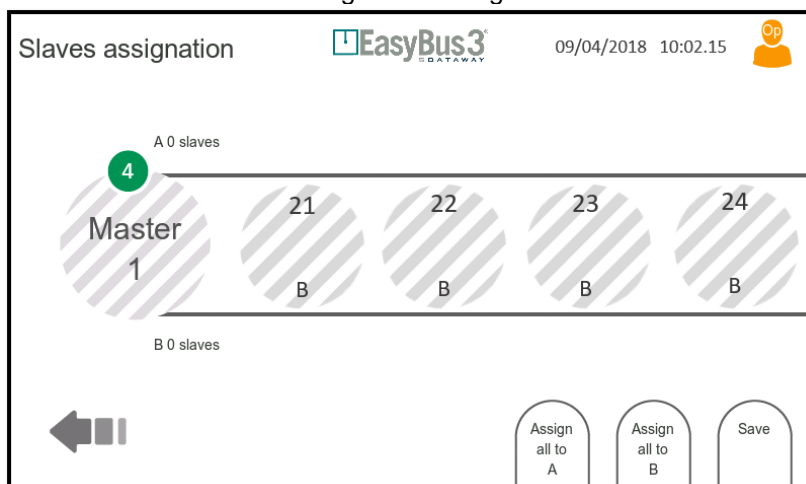 Slaves assignation
EasyBus3
DATAWAY
09/04/2018 10:02.15
Op
A 0 slaves
4
Master
1
21
B
22
B
23
B
24
B
B 0 slaves
Assign
all to
A
Assign
all to
B
Save